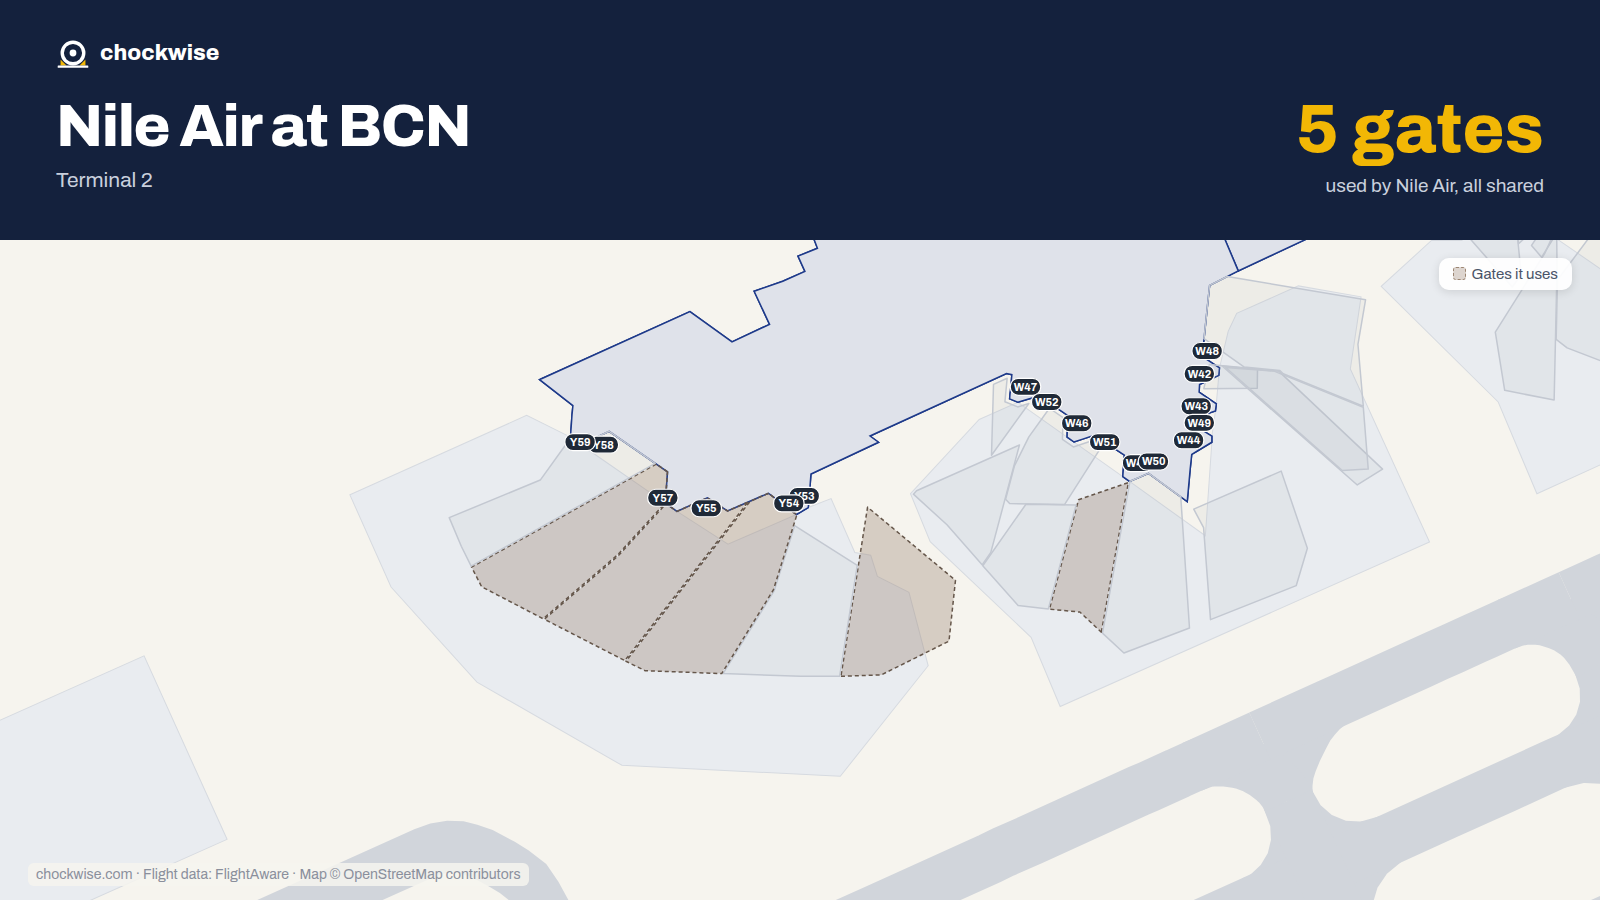 chockwise
Nile Air at BCN
Terminal 2
5 gates
used by Nile Air, all shared
Gates it uses
W48
W42
W47
W52
W43
W49
W46
W44
W51
W50
Y59
Y58
Y57
Y53
Y54
Y55
chockwise.com · Flight data: FlightAware · Map © OpenStreetMap contributors